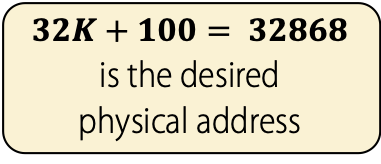 32K + 100 = 32868
is the desired
physical address